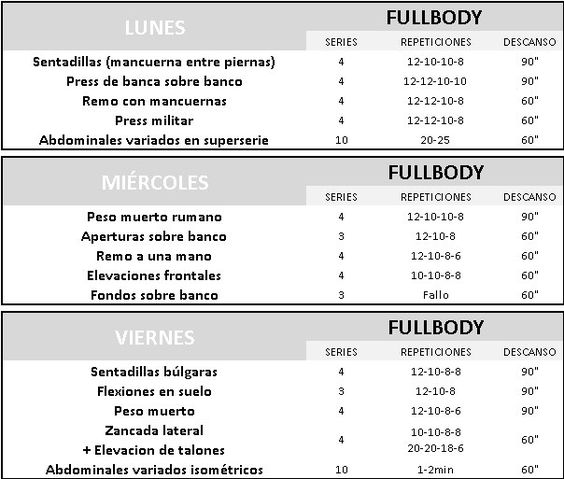 LUNES FULLBODY
SERIES REPETICIONES DESCANSO
Sentadillas (mancuerna entre piernas) 4 12-10-10-8 90"
Press de banca sobre banco 4 12-12-10-10 90"
Remo con mancuernas 4 12-12-10-8 60"
Press militar 4 12-12-10-8 60"
Abdominales variados en superserie 10 20-25 60"
MIÉRCOLES FULLBODY
SERIES REPETICIONES DESCANSO
Peso muerto rumano 4 12-10-10-8 90"
Aperturas sobre banco 3 12-10-8 60"
Remo a una mano 4 12-10-8-6 60"
Elevaciones frontales 4 10-10-8-8 60"
Fondos sobre banco 3 Fallo 60"
VIERNES FULLBODY
SERIES REPETICIONES DESCANSO
Sentadillas búlgaras 4 12-10-8-8 90"
Flexiones en suelo 3 12-10-8 90"
Peso muerto 4 12-10-8-6 90"
Zancada lateral 10-10-8-8
4 60"
+ Elevacion de talones 20-20-18-6
Abdominales variados isométricos 10 1-2min 60"